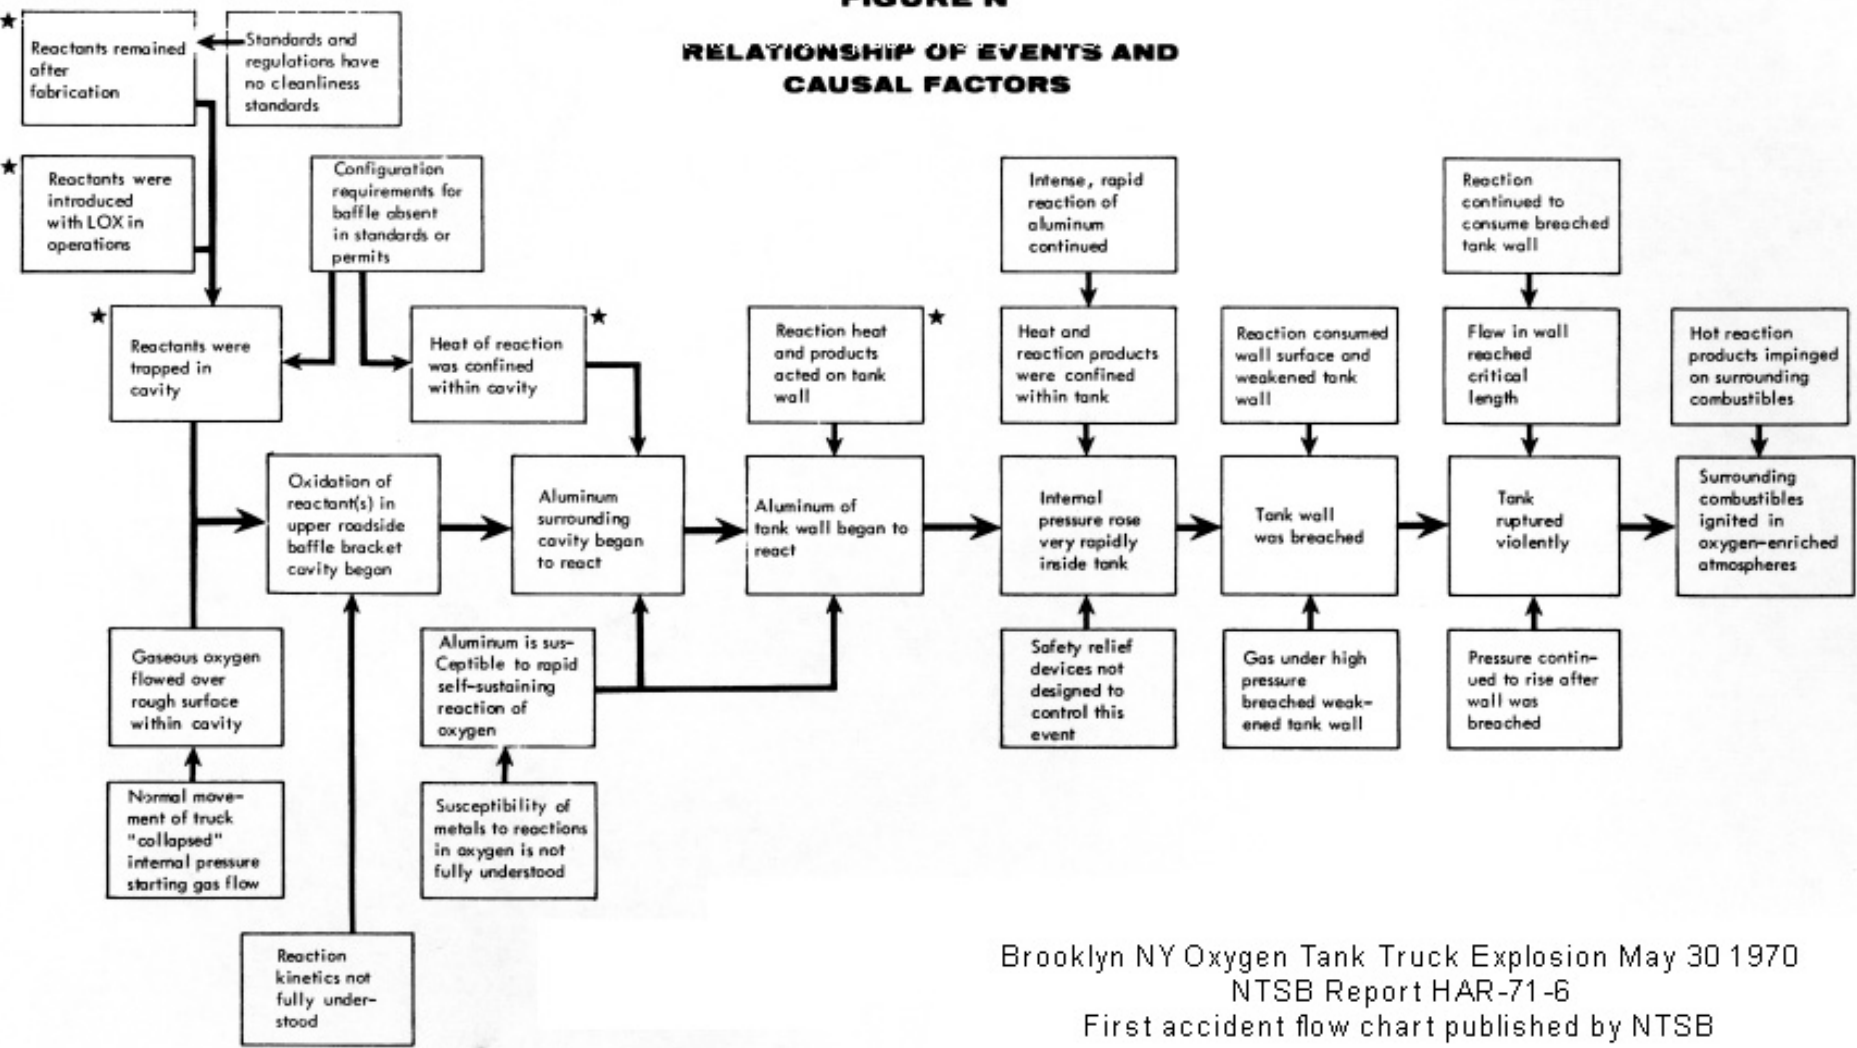 FIGURE N
RELATIONSHIP OF EVENTS AND
CAUSAL FACTORS
Reactants remained
after
fabrication
Standards and
regulations have
no cleanliness
standards
Reactants were
introduced
with LOX in
operations
Configuration
requirements for
baffle absent
in standards or
permits
Intense, rapid
reaction of
aluminum
continued
Reaction
continued to
consume breached
tank wall
Reactants were
trapped in
cavity
Heat of reaction
was confined
within cavity
Reaction heat
and products
acted on tank
wall
Heat and
reaction products
were confined
within tank
Reaction consumed
wall surface and
weakened tank
wall
Flaw in wall
reached
critical
length
Hot reaction
products impinged
on surrounding
combustibles
Oxidation of
reactant(s) in
upper roadside
baffle bracket
cavity began
Aluminum
surrounding
cavity began
to react
Aluminum of
tank wall began to
react
Internal
pressure rose
very rapidly
inside tank
Tank wall
was breached
Tank
ruptured
violently
Surrounding
combustibles
ignited in
oxygen-enriched
atmospheres
Gaseous oxygen
flowed over
rough surface
within cavity
Aluminum is sus-
Ceptible to rapid
self-sustaining
reaction of
oxygen
Safety relief
devices not
designed to
control this
event
Gas under high
pressure
breached weak-
ened tank wall
Pressure contin-
ued to rise after
wall was
breached
Normal move-
ment of truck
"collapsed"
internal pressure
starting gas flow
Susceptibility of
metals to reactions
in oxygen is not
fully understood
Reaction
kinetics not
fully under-
stood
Brooklyn NY Oxygen Tank Truck Explosion May 30 1970
NTSB Report HAR-71-6
First accident flow chart published by NTSB